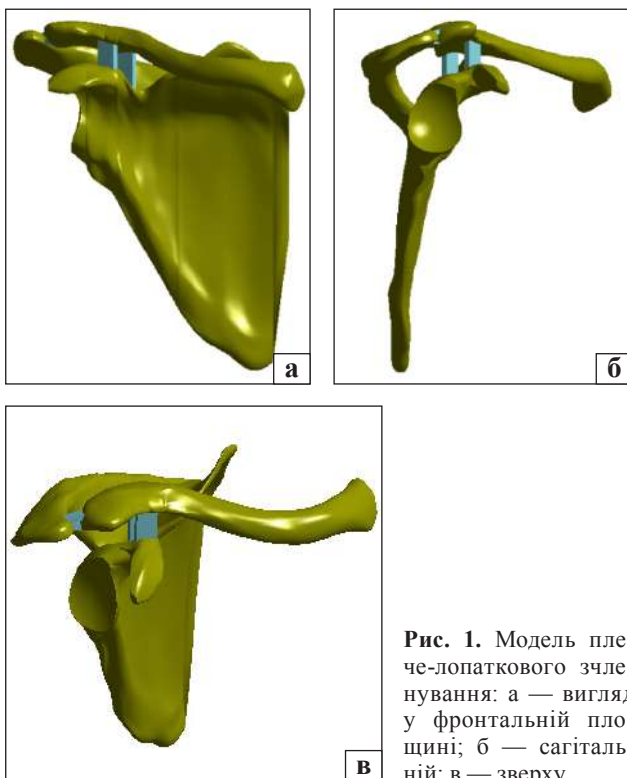 а
б
в
Рис. 1. Модель пле-
че-лопаткового зчле-
нування: а — вигляд
у фронтальній пло-
щині; б — сагіталь-
ній; в — зверху